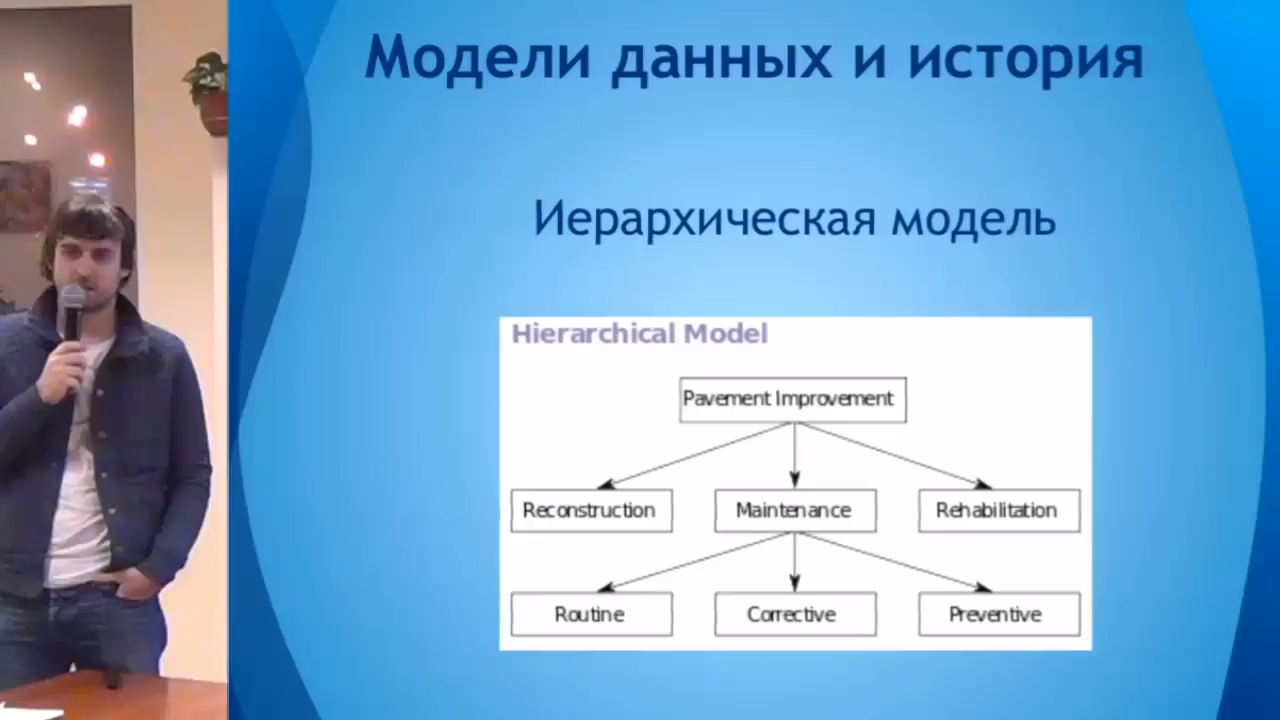 Модели данных и история
Иерархическая модель
Hierarchical Model
Pavement Improvement
Reconstruction
Maintenance
Rehabilitation
Routine
Corrective
Preventive